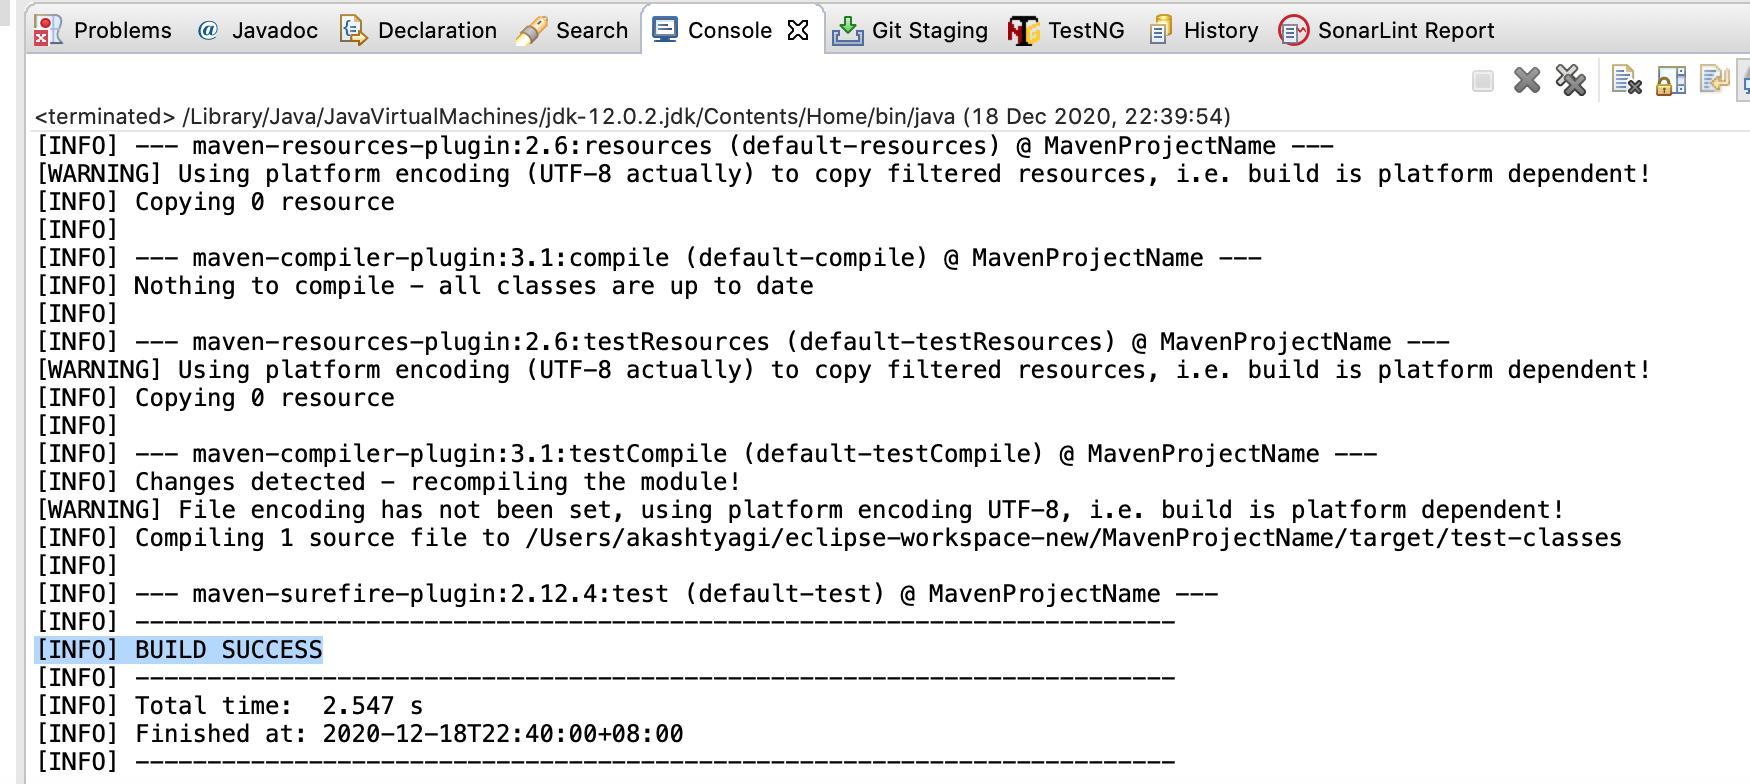 Problems @ Javadoc Declaration Search Console Git Staging TestNG History SonarLint Report
<terminated> /Library/Java/JavaVirtualMachines/jdk-12.0.2.jdk/Contents/Home/bin/java (18 Dec 2020, 22:39:54)
[INFO] --- maven-resources-plugin:2.6:resources (default-resources) @ MavenProjectName ---
[WARNING] Using platform encoding (UTF-8 actually) to copy filtered resources, i.e. build is platform dependent!
[INFO] Copying 0 resource
[INFO]
[INFO] --- maven-compiler-plugin:3.1:compile (default-compile) @ MavenProjectName ---
[INFO] Nothing to compile - all classes are up to date
[INFO]
[INFO] --- maven-resources-plugin:2.6:testResources (default-testResources) @ MavenProjectName ---
[WARNING] Using platform encoding (UTF-8 actually) to copy filtered resources, i.e. build is platform dependent!
[INFO] Copying 0 resource
[INFO]
[INFO] --- maven-compiler-plugin:3.1:testCompile (default-testCompile) @ MavenProjectName ---
[INFO] Changes detected - recompiling the module!
[WARNING] File encoding has not been set, using platform encoding UTF-8, i.e. build is platform dependent!
[INFO] Compiling 1 source file to /Users/akashtyagi/eclipse-workspace-new/MavenProjectName/target/test-classes
[INFO]
[INFO] --- maven-surefire-plugin:2.12.4:test (default-test) @ MavenProjectName ---
[INFO] ------------------------------------------------------------------------
[INFO] BUILD SUCCESS
[INFO] ------------------------------------------------------------------------
[INFO] Total time:  2.547 s
[INFO] Finished at: 2020-12-18T22:40:00+08:00
[INFO] ------------------------------------------------------------------------